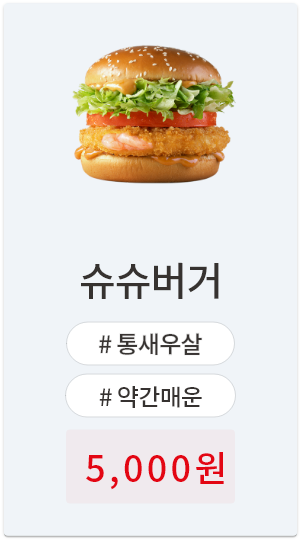 슈슈버거
# 통새우살
# 약간매운
5,000원